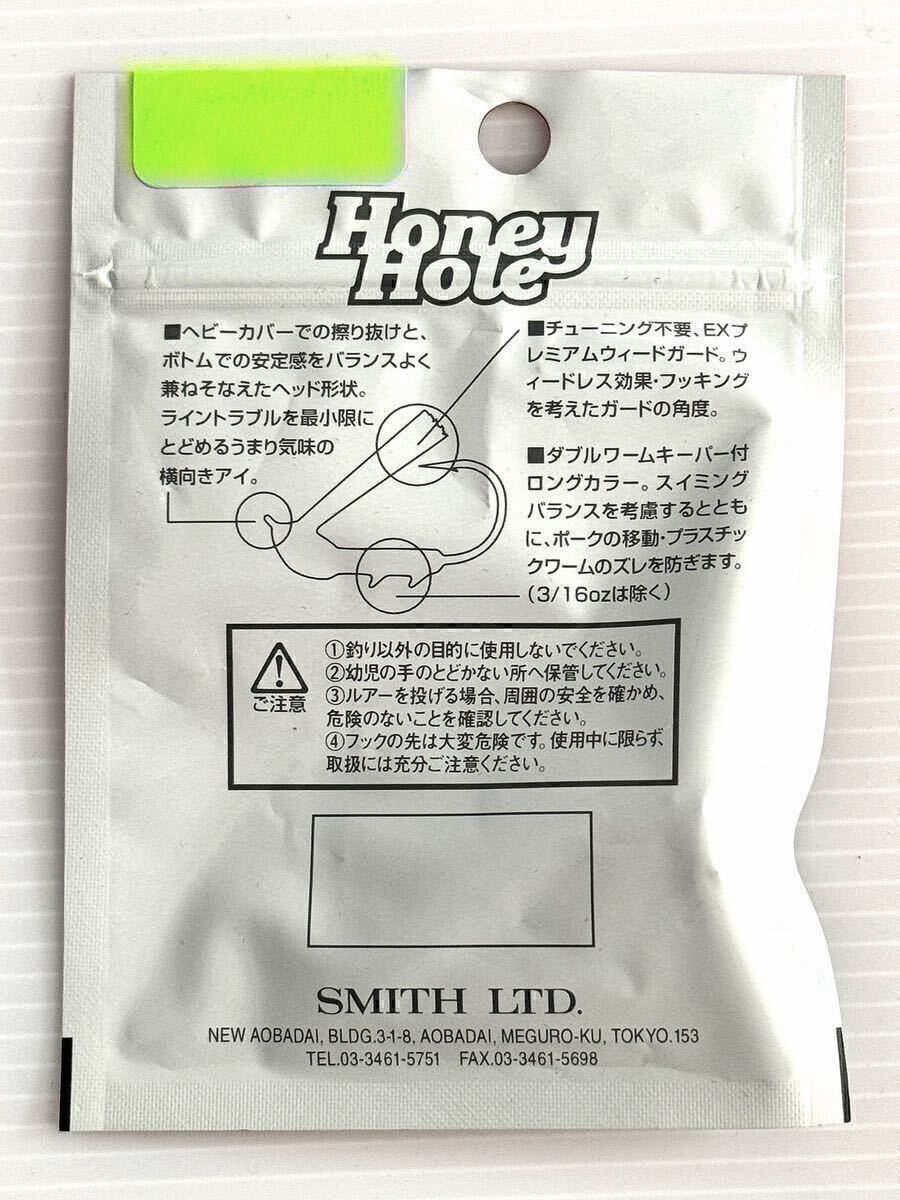 Honey
Hole
■ヘビーカバーでの擦り抜けと、
ボトムでの安定感をバランスよく
兼ねそなえたヘッド形状。
ライントラブルを最小限に
とどめるうまり気味の
横向きアイ。
■チューニング不要、EXプ
レミアムウィードガード。ウ
ィードレス効果・フッキング
を考えたガードの角度。
■ダブルワームキーパー付
ロングカラー。スイミング
バランスを考慮するととも
に、ポークの移動・プラスチッ
クワームのズレを防ぎます。
(3/16ozは除く)
ご注意
①釣り以外の目的に使用しないでください。
②幼児の手のとどかない所へ保管してください。
③ルアーを投げる場合、周囲の安全を確かめ、
危険のないことを確認してください。
④フックの先は大変危険です。使用中に限らず、
取扱には充分ご注意ください。
SMITH LTD.
NEW AOBADAI, BLDG.3-1-8, AOBADAI, MEGURO-KU, TOKYO.153
TEL.03-3461-5751 FAX.03-3461-5698